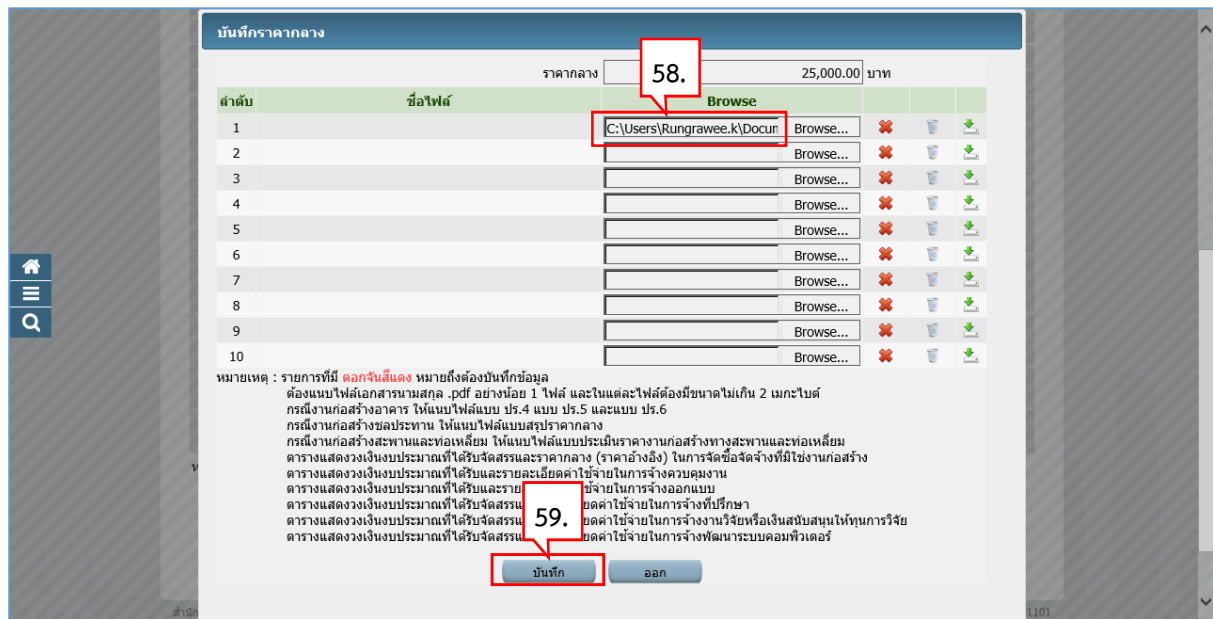 บันทึกราคากลาง
58.
ราคากลาง 25,000.00 บาท
ลำดับ ชื่อไฟล์ Browse
1 C:\Users\Rungrawee.k\Docun Browse...
2 Browse...
3 Browse...
4 Browse...
5 Browse...
6 Browse...
7 Browse...
8 Browse...
9 Browse...
10 Browse...
หมายเหตุ : รายการที่มี ดอกจันสีแดง หมายถึงต้องบันทึกข้อมูล
ต้องแนบไฟล์เอกสารนามสกุล .pdf อย่างน้อย 1 ไฟล์ และในแต่ละไฟล์ต้องมีขนาดไม่เกิน 2 เมกะไบต์
กรณีงานก่อสร้างอาคาร ให้แนบไฟล์แบบ ปร.4 แบบ ปร.5 และแบบ ปร.6
กรณีงานก่อสร้างชลประทาน ให้แนบไฟล์แบบสรุปราคากลาง
กรณีงานก่อสร้างสะพานและท่อเหลี่ยม ให้แนบไฟล์แบบประเมินราคางานก่อสร้างทางสะพานและท่อเหลี่ยม
ตารางแสดงวงเงินงบประมาณที่ได้รับจัดสรรและราคากลาง (ราคาอ้างอิง) ในการจัดซื้อจัดจ้างที่มิใช่งานก่อสร้าง
ตารางแสดงวงเงินงบประมาณที่ได้รับและรายละเอียดค่าใช้จ่ายในการจ้างควบคุมงาน
ตารางแสดงวงเงินงบประมาณที่ได้รับและราย ใช้จ่ายในการจ้างออกแบบ
ตารางแสดงวงเงินงบประมาณที่ได้รับจัดสรร ยดค่าใช้จ่ายในการจ้างที่ปรึกษา
ตารางแสดงวงเงินงบประมาณที่ได้รับจัดสรร ยดค่าใช้จ่ายในการจ้างงานวิจัยหรือเงินสนับสนุนให้ทุนการวิจัย
ตารางแสดงวงเงินงบประมาณที่ได้รับจัดสรร ยดค่าใช้จ่ายในการจ้างพัฒนาระบบคอมพิวเตอร์
59.
บันทึก ออก
สำนัก 1101